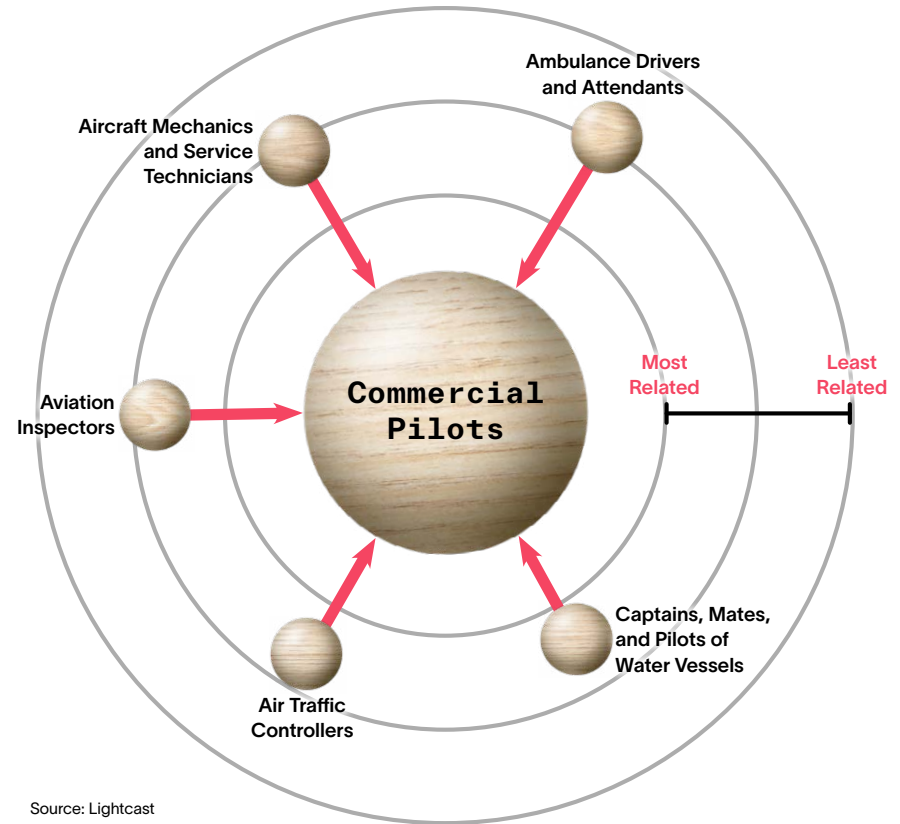 Ambulance Drivers
and Attendants
Aircraft Mechanics
and Service
Technicians
Most
Related
Least
Related
Commercial
Pilots
Aviation
Inspectors
Captains, Mates,
and Pilots of
Water Vessels
Air Traffic
Controllers
Source: Lightcast